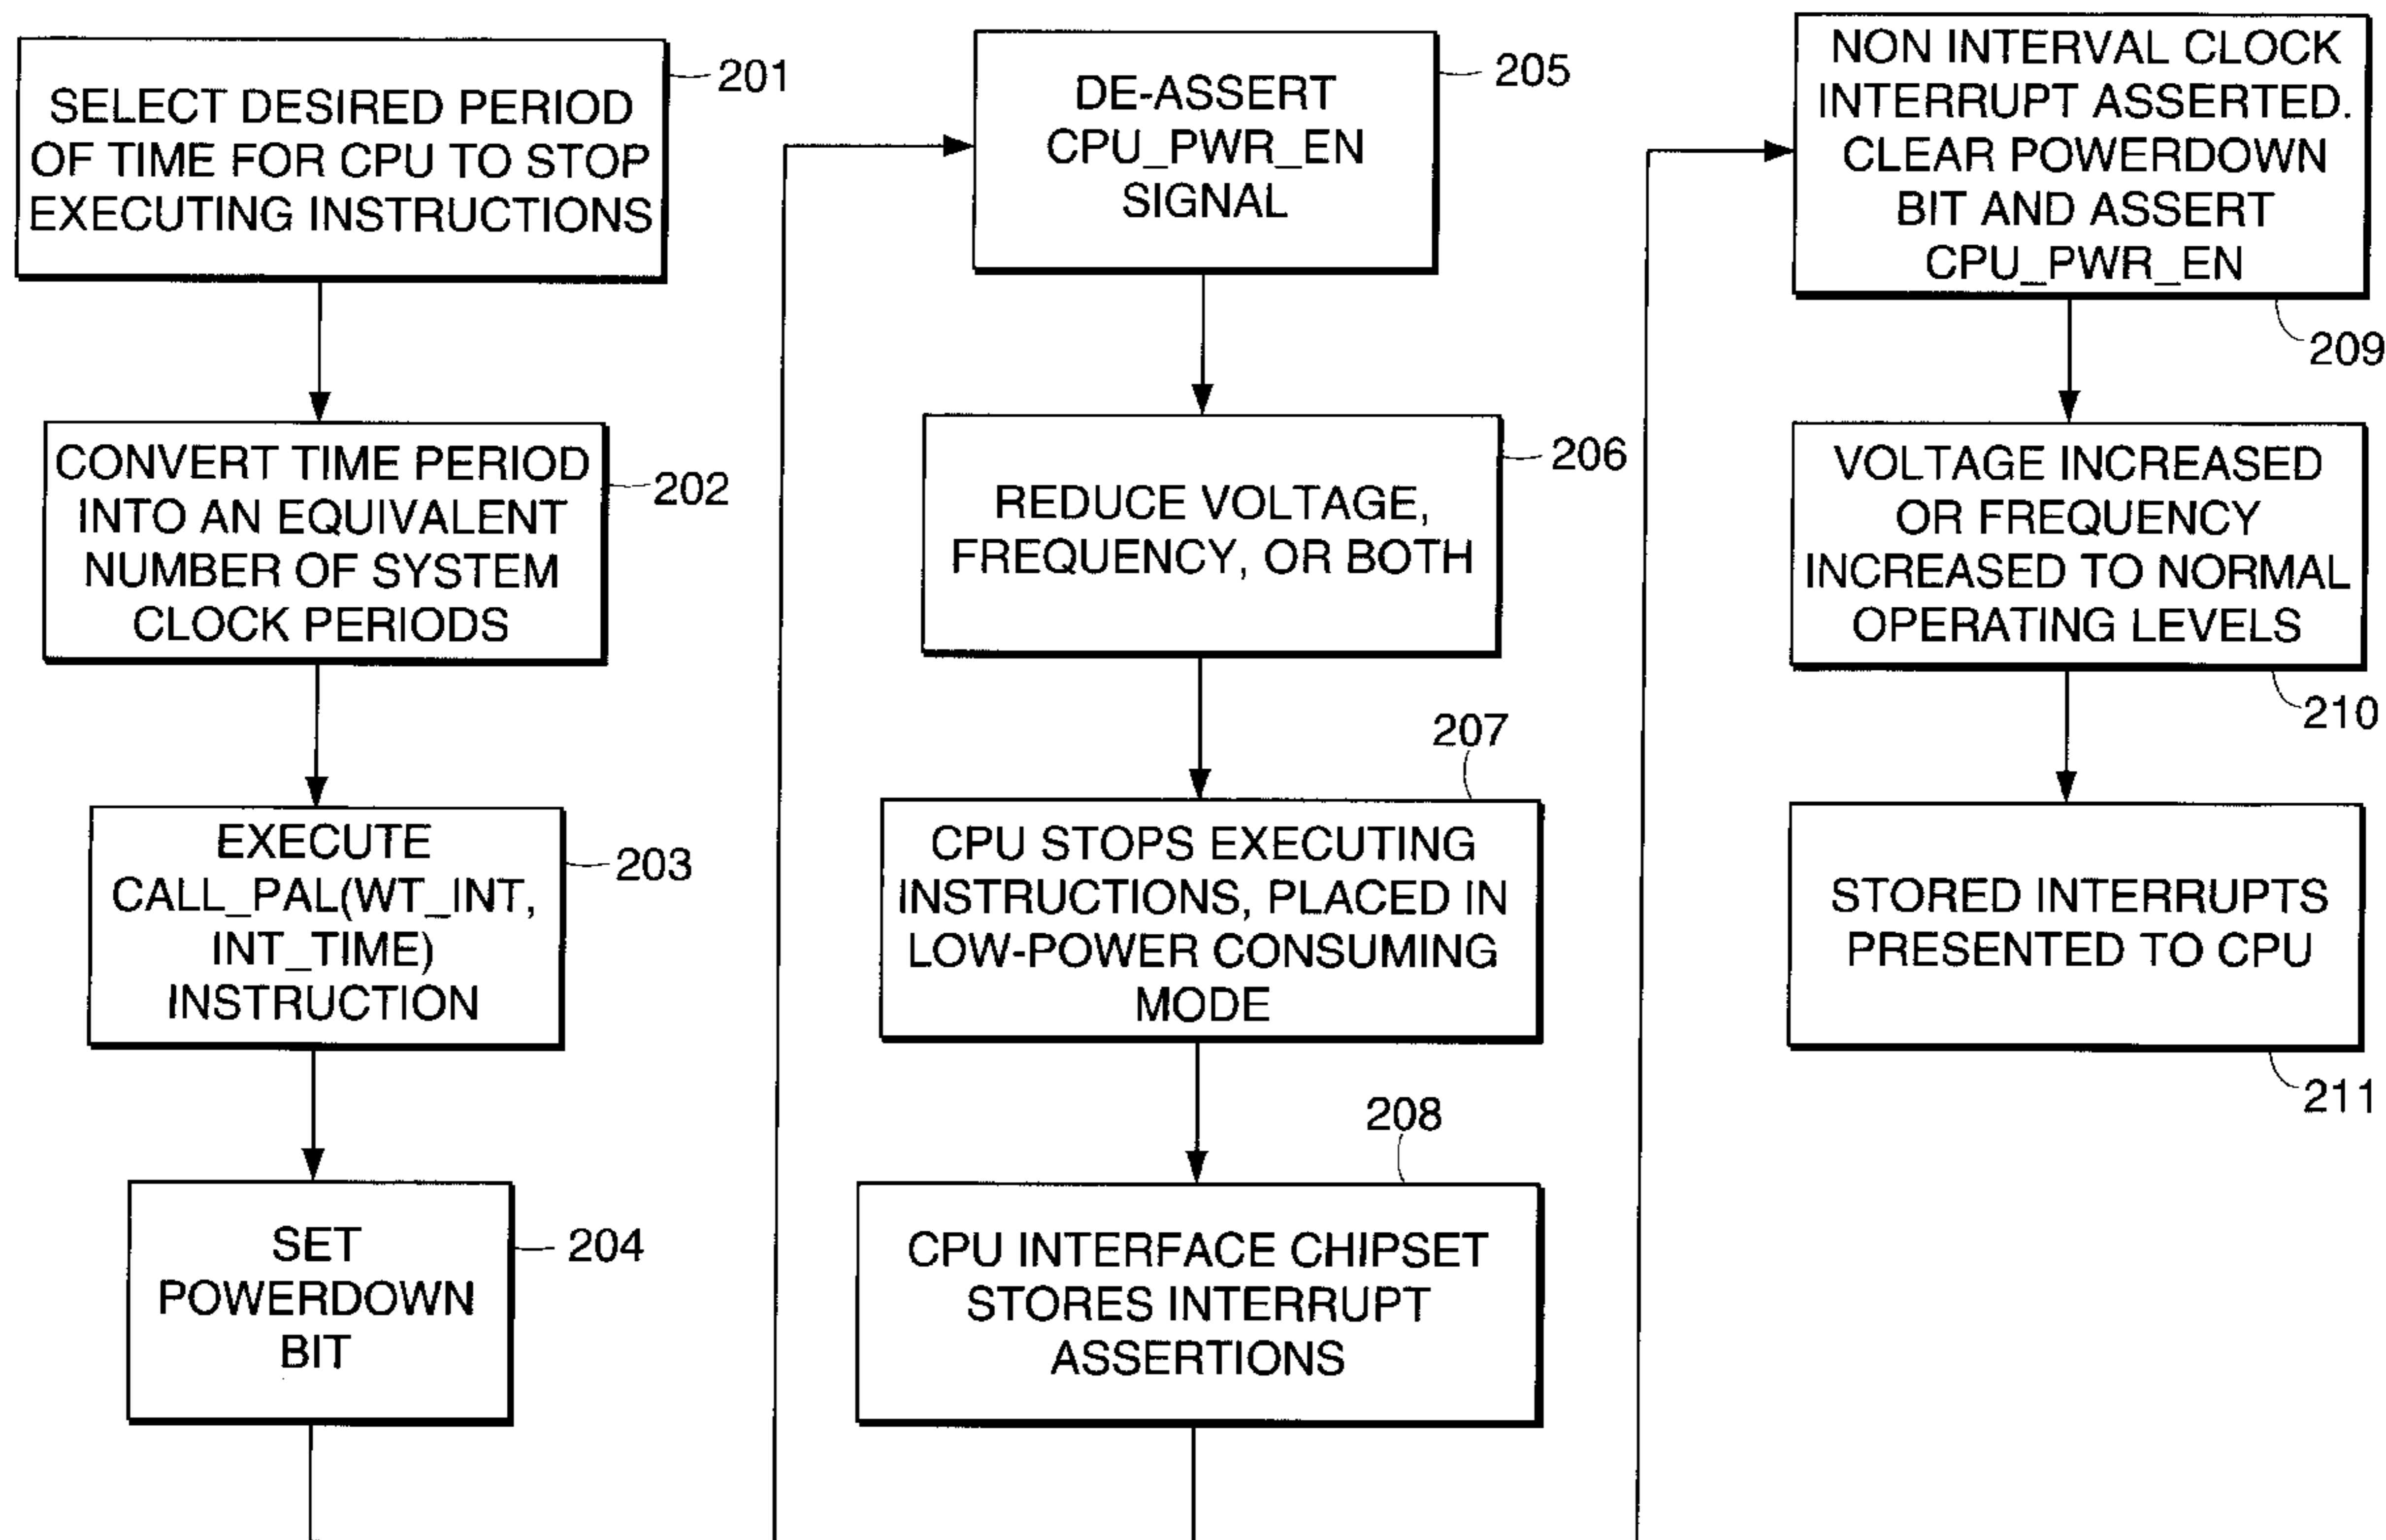 SELECT DESIRED PERIOD
OF TIME FOR CPU TO STOP
EXECUTING INSTRUCTIONS
201
CONVERT TIME PERIOD
INTO AN EQUIVALENT
NUMBER OF SYSTEM
CLOCK PERIODS
202
EXECUTE
CALL_PAL(WT_INT,
INT_TIME)
INSTRUCTION
203
SET
POWERDOWN
BIT
204
DE-ASSERT
CPU_PWR_EN
SIGNAL
205
REDUCE VOLTAGE,
FREQUENCY, OR BOTH
206
207
CPU STOPS EXECUTING
INSTRUCTIONS, PLACED IN
LOW-POWER CONSUMING
MODE
208
CPU INTERFACE CHIPSET
STORES INTERRUPT
ASSERTIONS
NON INTERVAL CLOCK
INTERRUPT ASSERTED.
CLEAR POWERDOWN
BIT AND ASSERT
CPU_PWR_EN
209
VOLTAGE INCREASED
OR FREQUENCY
INCREASED TO NORMAL
OPERATING LEVELS
210
STORED INTERRUPTS
PRESENTED TO CPU
211